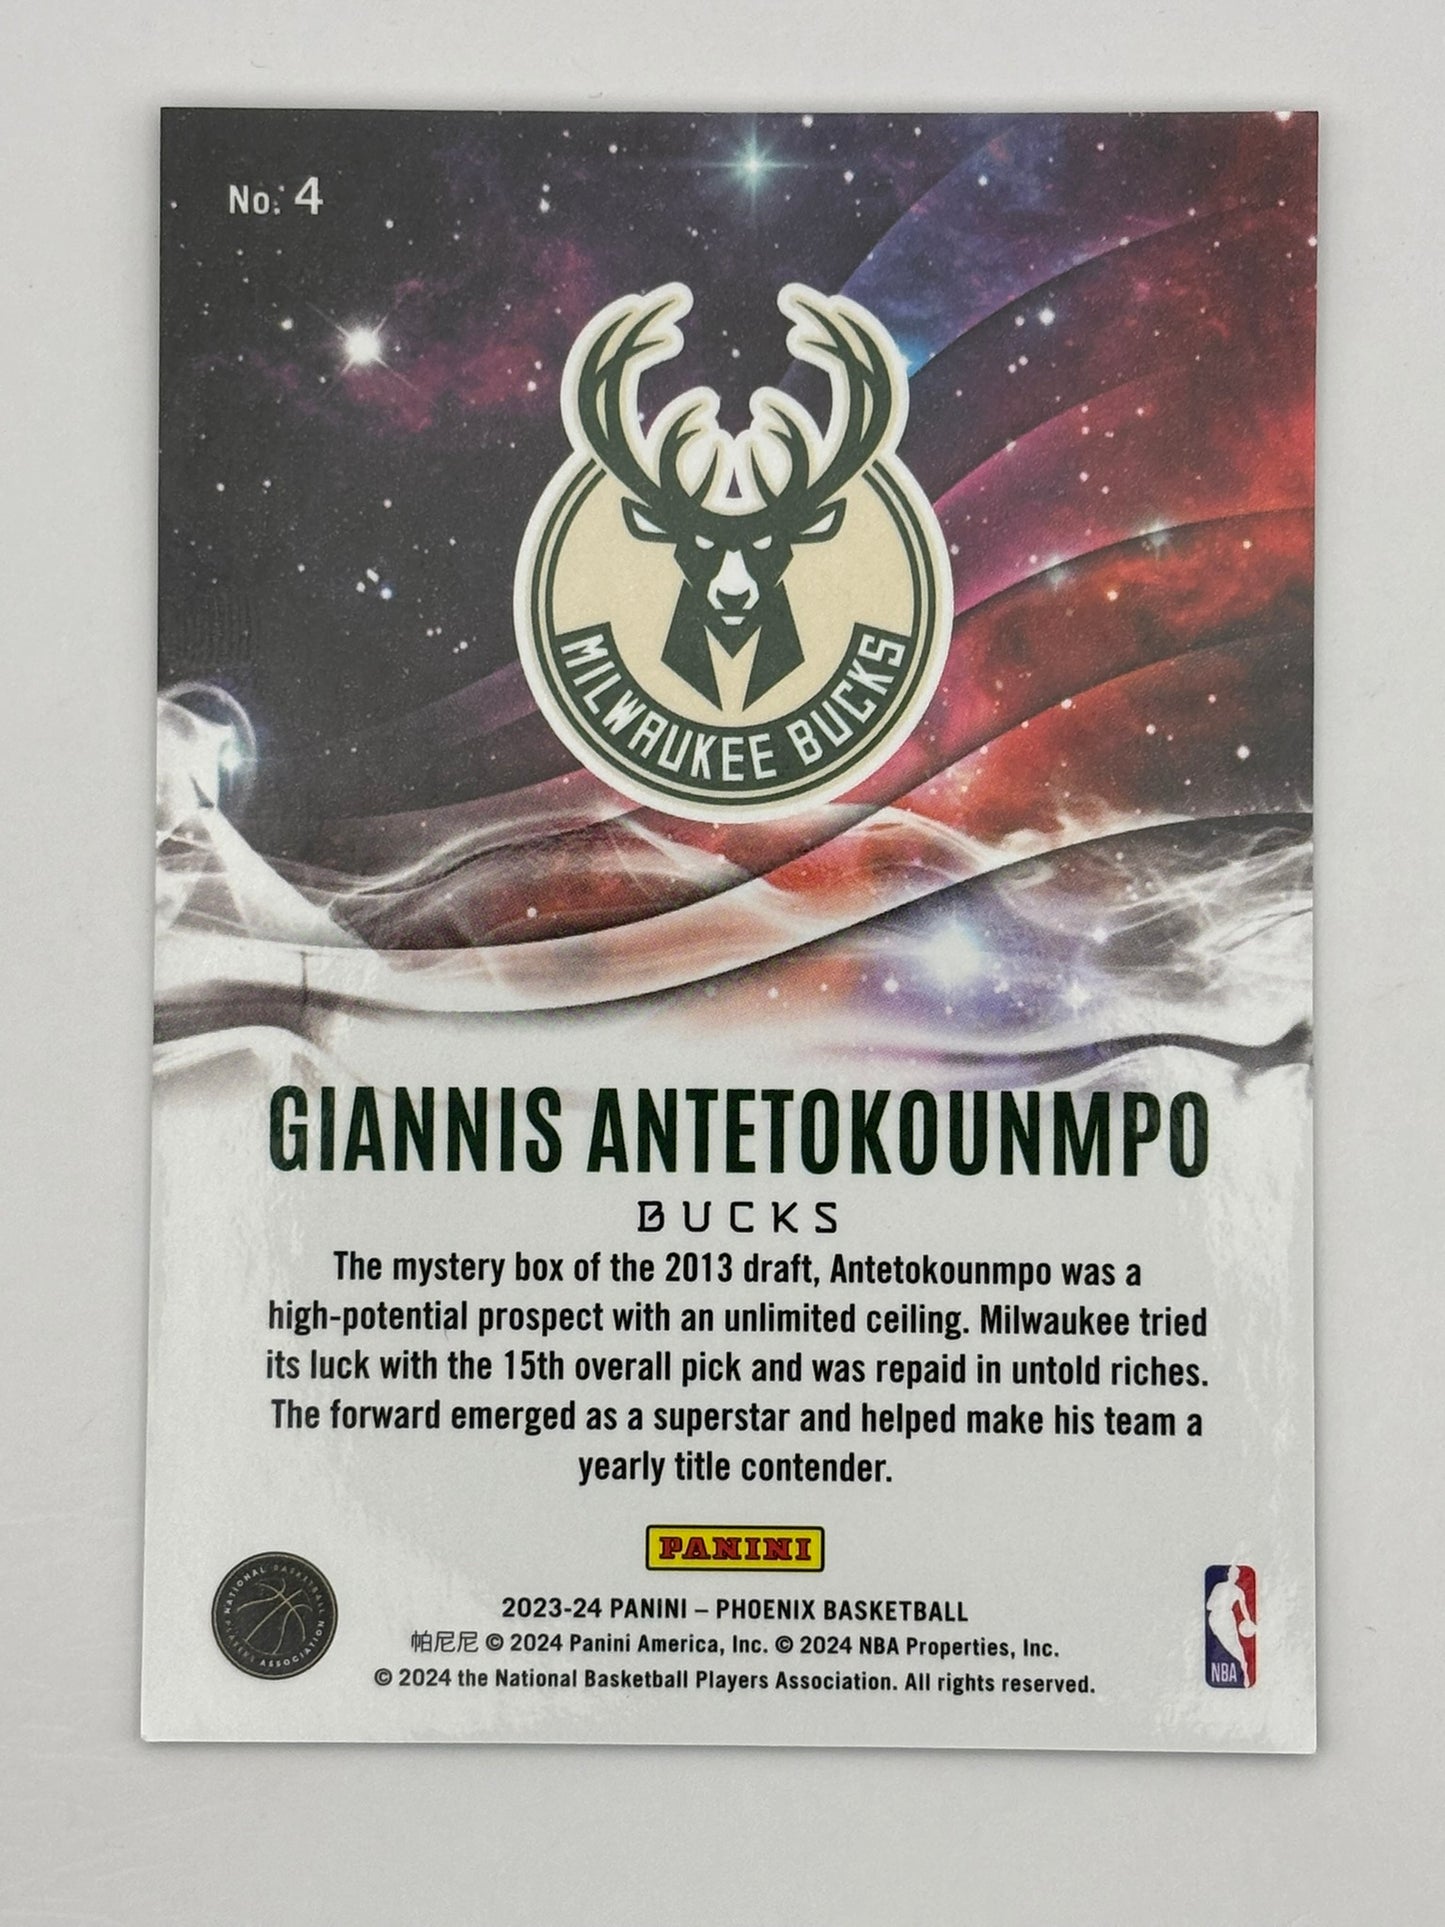 No. 4
MILWAUKEE BUCKS
GIANNIS ANTETOKOUNMPO
BUCKS
The mystery box of the 2013 draft, Antetokounmpo was a
high-potential prospect with an unlimited ceiling. Milwaukee tried
its luck with the 15th overall pick and was repaid in untold riches.
The forward emerged as a superstar and helped make his team a
yearly title contender.
PANINI
NATIONAL BASKETBALL
PLAYERS ASSOCIATION
2023-24 PANINI – PHOENIX BASKETBALL
帕尼尼 © 2024 Panini America, Inc. © 2024 NBA Properties, Inc.
© 2024 the National Basketball Players Association. All rights reserved.
NBA